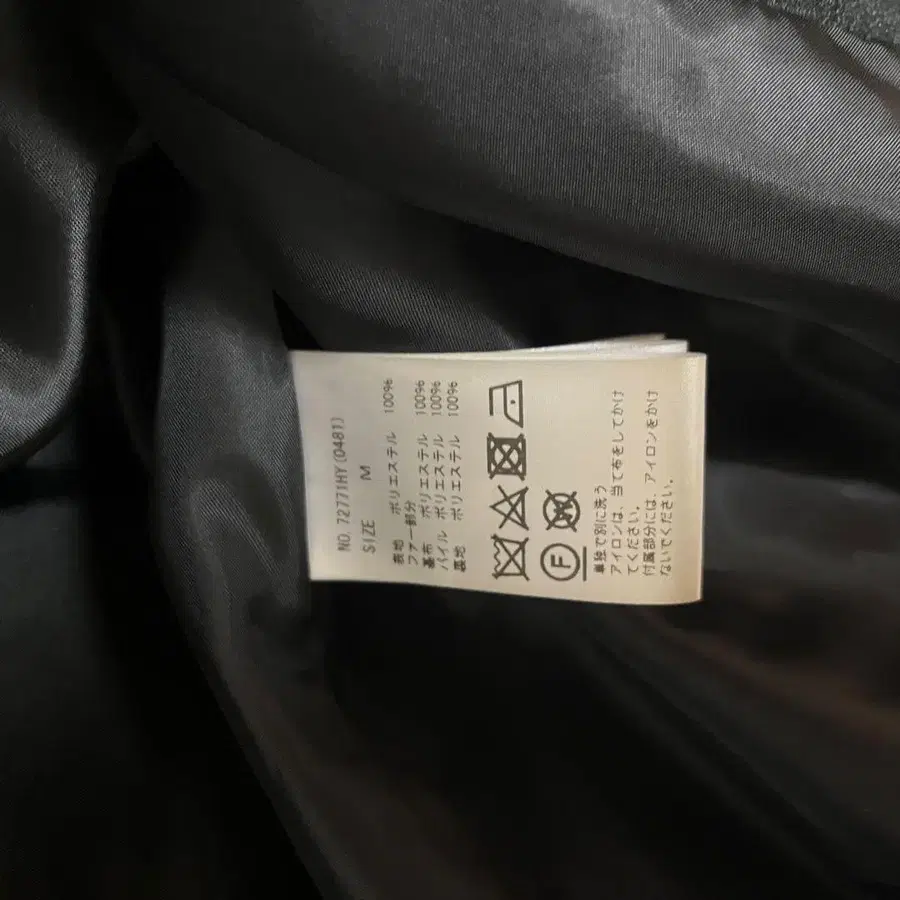 NO, 72771HY(0481)
SIZE M
表地 ポリエステル 100%
ファー部分
基布 ポリエステル 100%
パイル ポリエステル 100%
裏地 ポリエステル 100%
F W
単独で別に洗う
アイロンは、当て布をしてかけ
てください。
付属部分には、アイロンをかけ
ないでください。